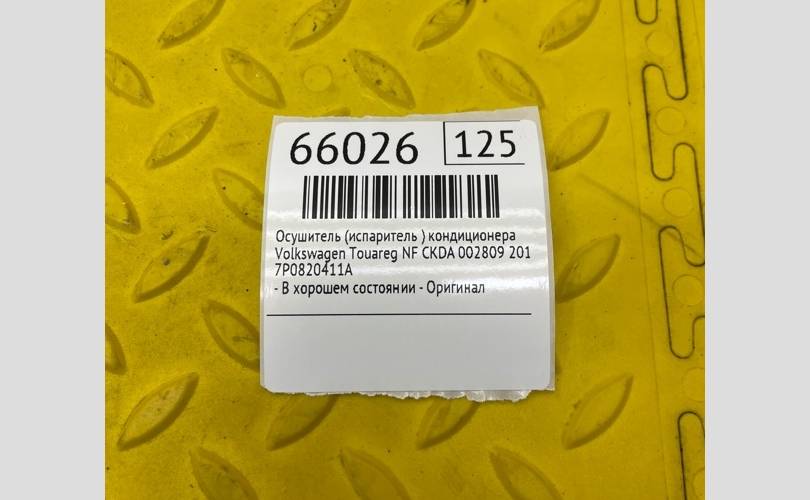 66026 125
Осушитель (испаритель ) кондиционера
Volkswagen Touareg NF CKDA 002809 201
7P0820411A
- В хорошем состоянии - Оригинал